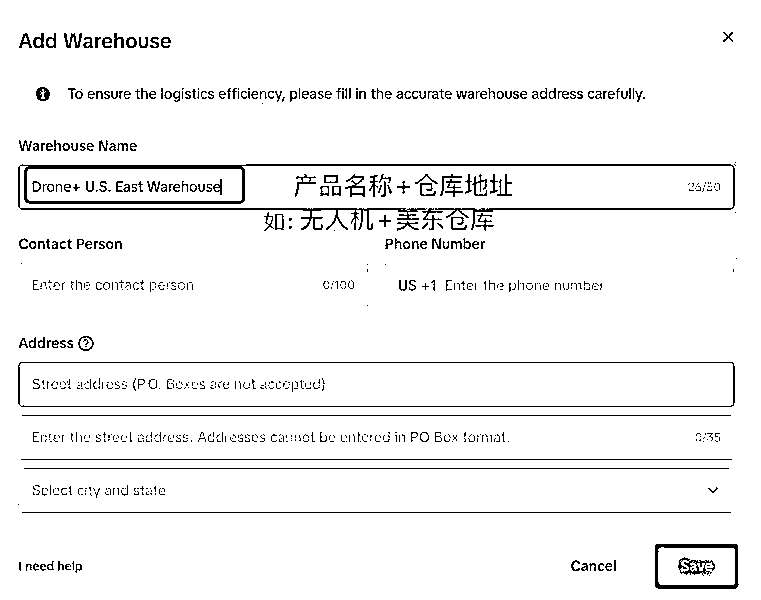 Add Warehouse
To ensure the logistics efficiency, please fill in the accurate warehouse address carefully.
Warehouse Name
Drone+ U.S. East Warehouse 产品名称+仓库地址 26/80
如: 无人机+美东仓库
Contact Person Phone Number
Enter the contact person 0/100 US +1 Enter the phone number
Address
Street address (P.O. Boxes are not accepted)
Enter the street address. Addresses cannot be entered in PO Box format. 0/35
Select city and state
I need help Cancel Save